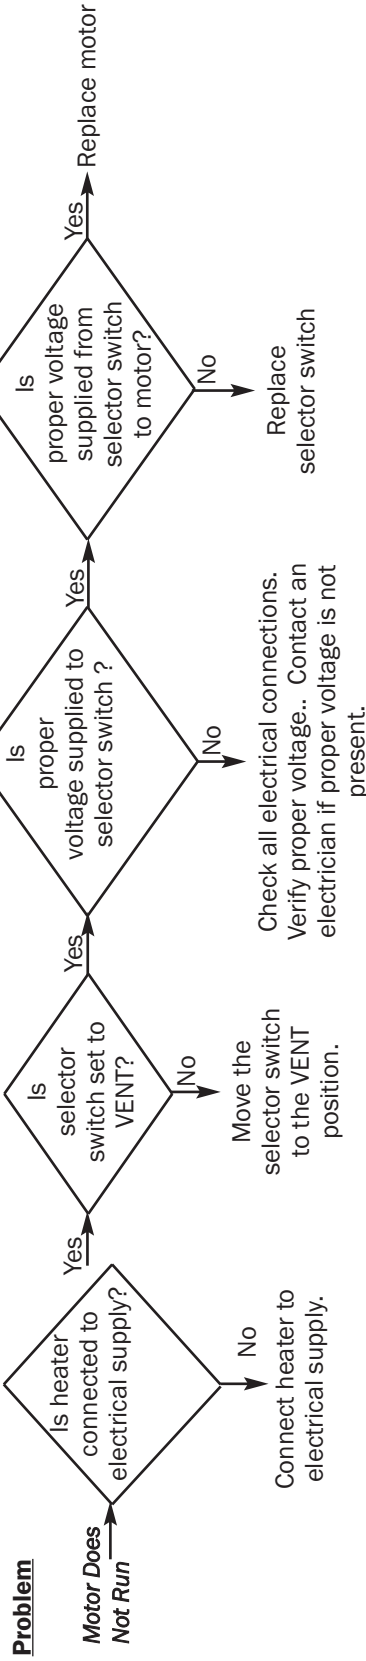 Problem
Motor Does
Not Run
Is heater
connected to
electrical supply?
No
Connect heater to
electrical supply.
Yes
Is
selector
switch set to
VENT?
No
Move the
selector switch
to the VENT
position.
Yes
Is
proper
voltage supplied to
selector switch ?
No
Check all electrical connections.
Verify proper voltage.. Contact an
electrician if proper voltage is not
present.
Yes
Is
proper voltage
supplied from
selector switch
to motor?
No
Replace
selector switch
Yes
Replace motor